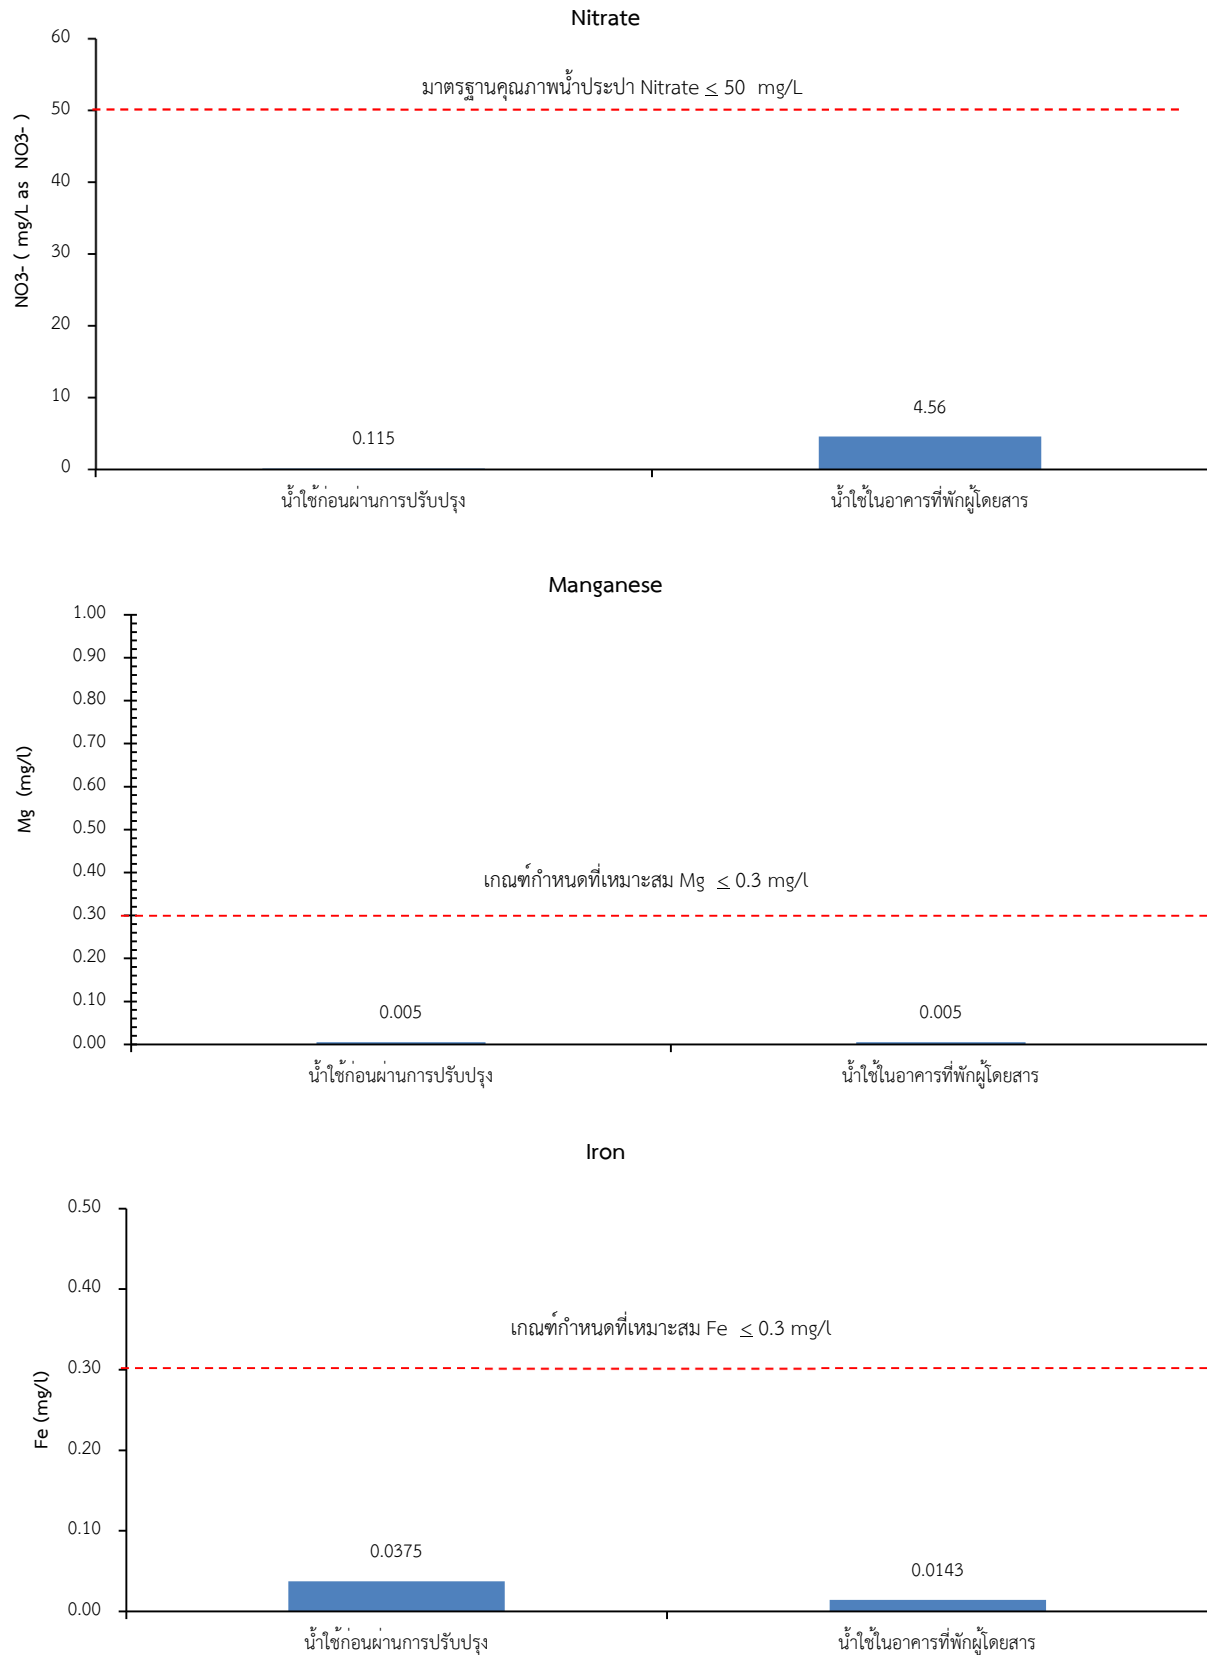 Nitrate
60
มาตรฐานคุณภาพน้ำประปา Nitrate ≤ 50 mg/L
50
40
30
20
10
0
NO3- ( mg/L as NO3- )
0.115
4.56
น้ำใช้ก่อนผ่านการปรับปรุง
น้ำใช้ในอาคารที่พักผู้โดยสาร
Manganese
1.00
0.90
0.80
0.70
0.60
0.50
0.40
0.30
0.20
0.10
0.00
Mg (mg/l)
เกณฑ์กำหนดที่เหมาะสม Mg ≤ 0.3 mg/l
0.005
0.005
น้ำใช้ก่อนผ่านการปรับปรุง
น้ำใช้ในอาคารที่พักผู้โดยสาร
Iron
0.50
0.40
0.30
0.20
0.10
0.00
Fe (mg/l)
เกณฑ์กำหนดที่เหมาะสม Fe ≤ 0.3 mg/l
0.0375
0.0143
น้ำใช้ก่อนผ่านการปรับปรุง
น้ำใช้ในอาคารที่พักผู้โดยสาร